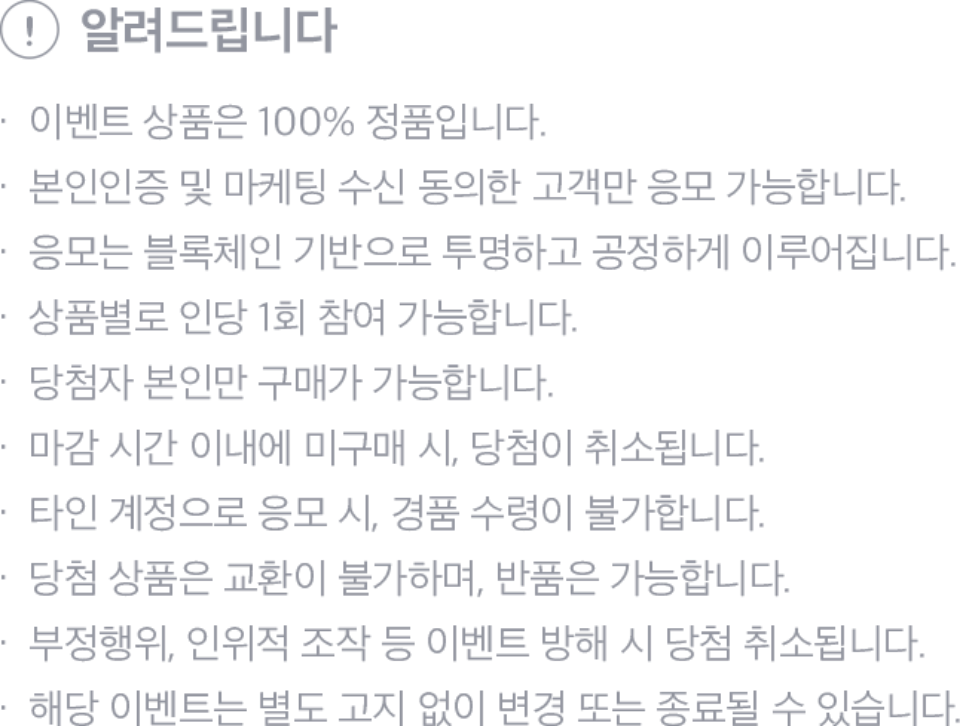 ! 알려드립니다
· 이벤트 상품은 100% 정품입니다.
· 본인인증 및 마케팅 수신 동의한 고객만 응모 가능합니다.
· 응모는 블록체인 기반으로 투명하고 공정하게 이루어집니다.
· 상품별로 인당 1회 참여 가능합니다.
· 당첨자 본인만 구매가 가능합니다.
· 마감 시간 이내에 미구매 시, 당첨이 취소됩니다.
· 타인 계정으로 응모 시, 경품 수령이 불가합니다.
· 당첨 상품은 교환이 불가하며, 반품은 가능합니다.
· 부정행위, 인위적 조작 등 이벤트 방해 시 당첨 취소됩니다.
· 해당 이벤트는 별도 고지 없이 변경 또는 종료될 수 있습니다.